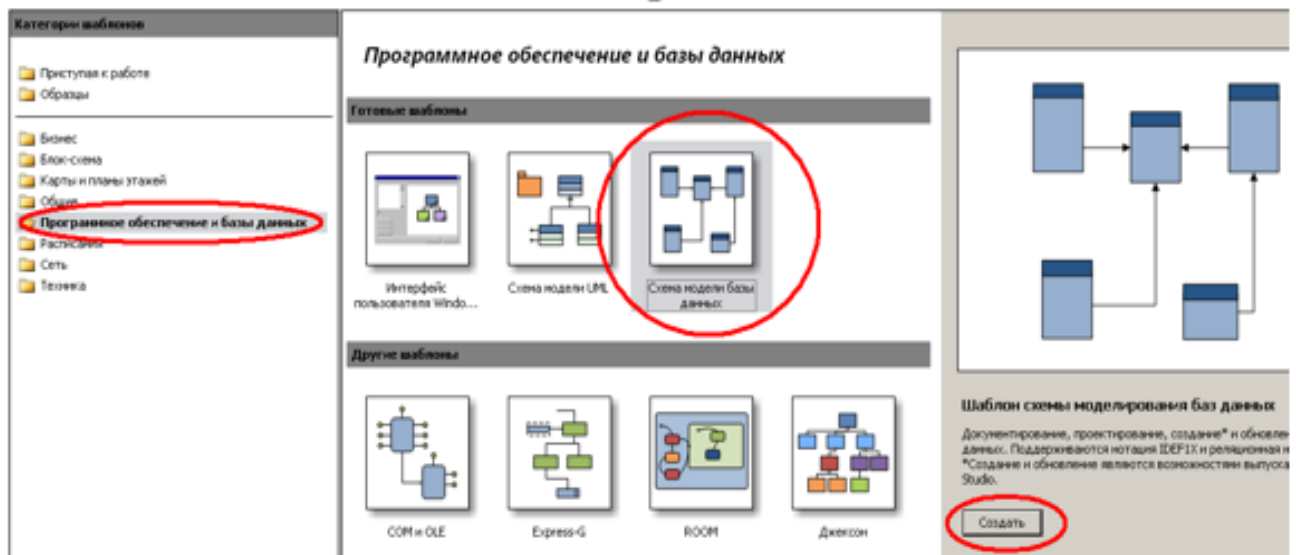 Категории шаблонов
Приступая к работе
Образцы
Бизнес
Блок-схема
Карты и планы этажей
Общие
Программное обеспечение и базы данных
Расписания
Сеть
Техника
Программное обеспечение и базы данных
Готовые шаблоны
Интерфейс
пользователя Windo...
Схема модели UML
Схема модели базы
данных
Другие шаблоны
COM и OLE
Express-G
ROOM
Джексон
Шаблон схемы моделирования баз данных
Документирование, проектирование, создание* и обновлен
данных. Поддерживаются нотация IDEF1X и реляционная н
*Создание и обновление являются возможностями выпуска
Studio.
Создать